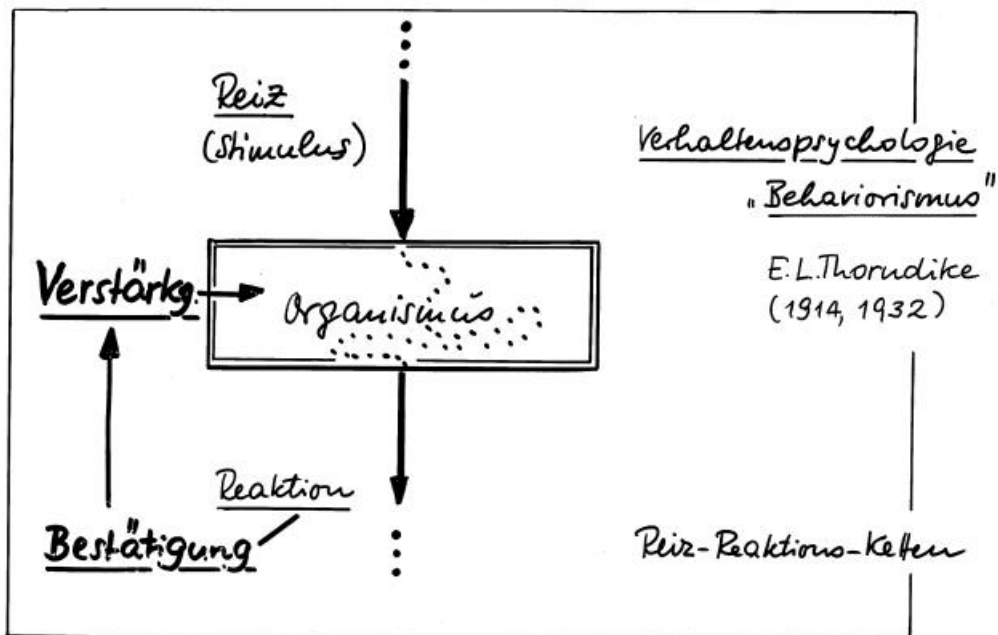 Reiz
(Stimulus)
Verhaltenspsychologie
„Behaviorismus"
E.L. Thorndike
(1914, 1932)
Verstärkg.
Organismus
Reaktion
Bestätigung
Reiz-Reaktions-Ketten